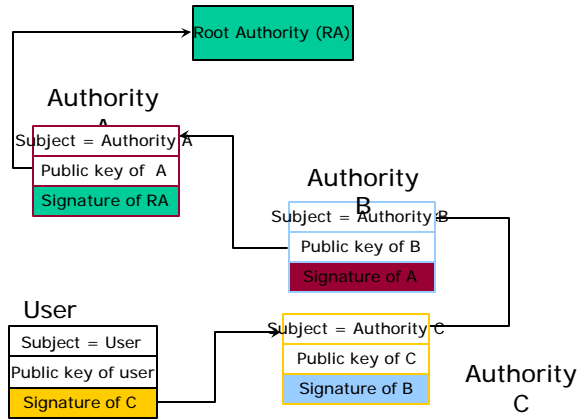 Root Authority (RA)
Authority
A
Subject = Authority A
Public key of A
Signature of RA
Authority
B
Subject = Authority B
Public key of B
Signature of A
User
Subject = User
Public key of user
Signature of C
Subject = Authority C
Public key of C
Signature of B
Authority
C